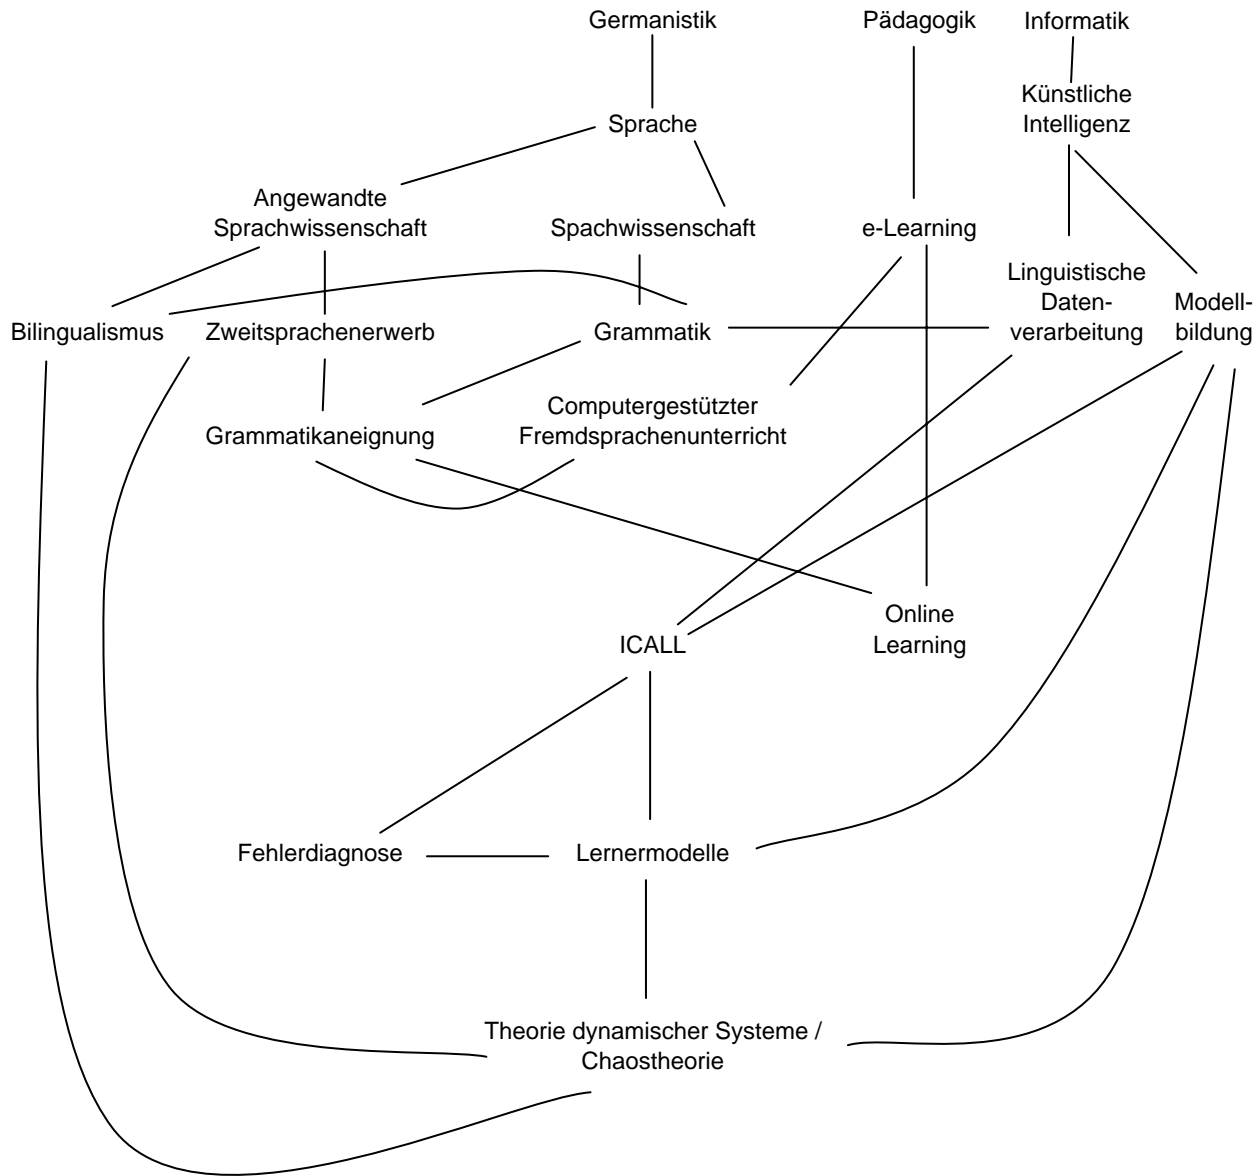 Germanistik
Pädagogik
Informatik
Künstliche
Intelligenz
Sprache
Angewandte
Sprachwissenschaft
Spachwissenschaft
e-Learning
Linguistische
Daten-
verarbeitung
Modell-
bildung
Bilingualismus
Zweitsprachenerwerb
Grammatik
Computergestützter
Fremdsprachenunterricht
Grammatikaneignung
Online
Learning
ICALL
Fehlerdiagnose
Lernermodelle
Theorie dynamischer Systeme /
Chaostheorie